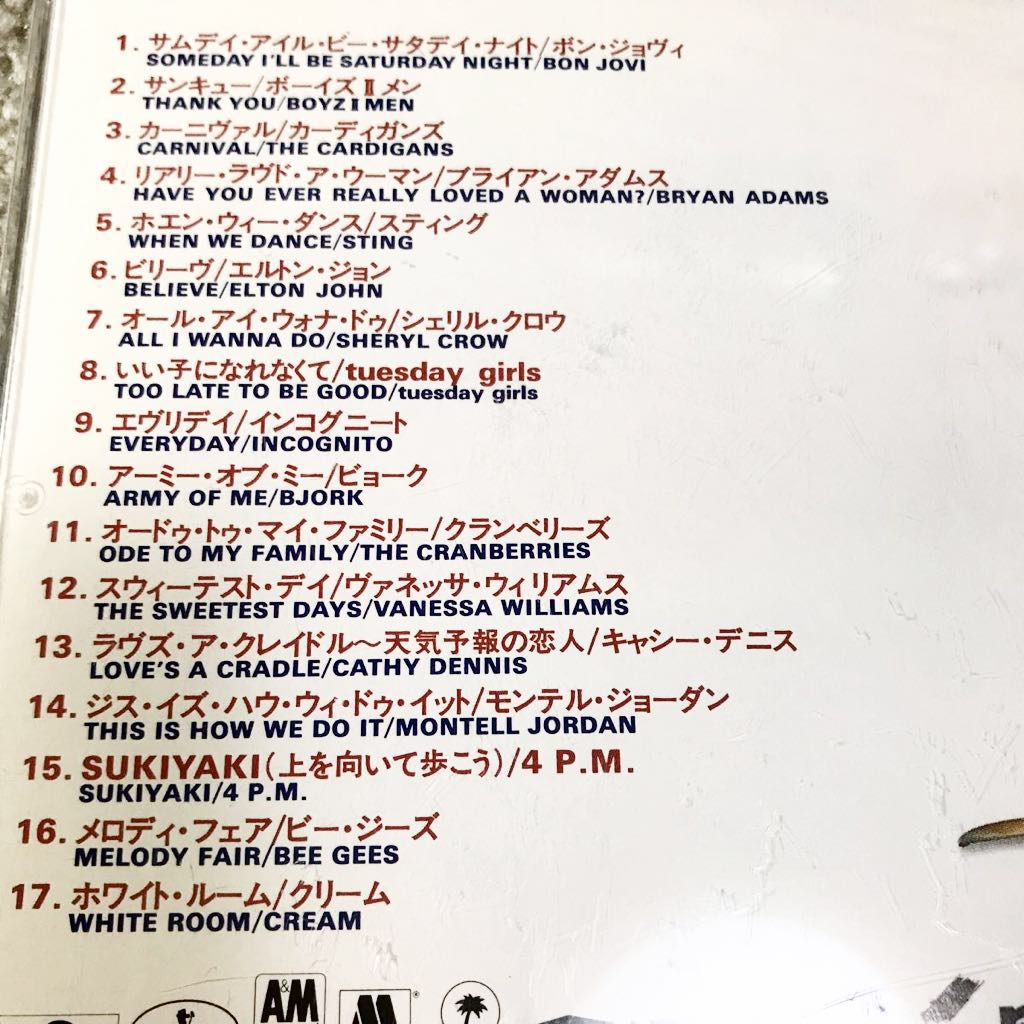 1. サムデイ・アイル・ビー・サタデイ・ナイト/ボン・ジョヴィ
SOMEDAY I'LL BE SATURDAY NIGHT/BON JOVI
2. サンキュー/ボーイズⅡメン
THANK YOU/BOYZⅡMEN
3. カーニヴァル/カーディガンズ
CARNIVAL/THE CARDIGANS
4. リアリー・ラヴド・ア・ウーマン/ブライアン・アダムス
HAVE YOU EVER REALLY LOVED A WOMAN?/BRYAN ADAMS
5. ホエン・ウィー・ダンス/スティング
WHEN WE DANCE/STING
6. ビリーヴ/エルトン・ジョン
BELIEVE/ELTON JOHN
7. オール・アイ・ウォナ・ドゥ/シェリル・クロウ
ALL I WANNA DO/SHERYL CROW
8. いい子になれなくて/tuesday girls
TOO LATE TO BE GOOD/tuesday girls
9. エヴリデイ/インコグニート
EVERYDAY/INCOGNITO
10. アーミー・オブ・ミー/ビョーク
ARMY OF ME/BJORK
11. オードゥ・トゥ・マイ・ファミリー/クランベリーズ
ODE TO MY FAMILY/THE CRANBERRIES
12. スウィーテスト・デイ/ヴァネッサ・ウィリアムス
THE SWEETEST DAYS/VANESSA WILLIAMS
13. ラヴズ・ア・クレイドル〜天気予報の恋人/キャシー・デニス
LOVE'S A CRADLE/CATHY DENNIS
14. ジス・イズ・ハウ・ウィ・ドゥ・イット/モンテル・ジョーダン
THIS IS HOW WE DO IT/MONTELL JORDAN
15. SUKIYAKI(上を向いて歩こう)/4 P.M.
SUKIYAKI/4 P.M.
16. メロディ・フェア/ビー・ジーズ
MELODY FAIR/BEE GEES
17. ホワイト・ルーム/クリーム
WHITE ROOM/CREAM
A&M